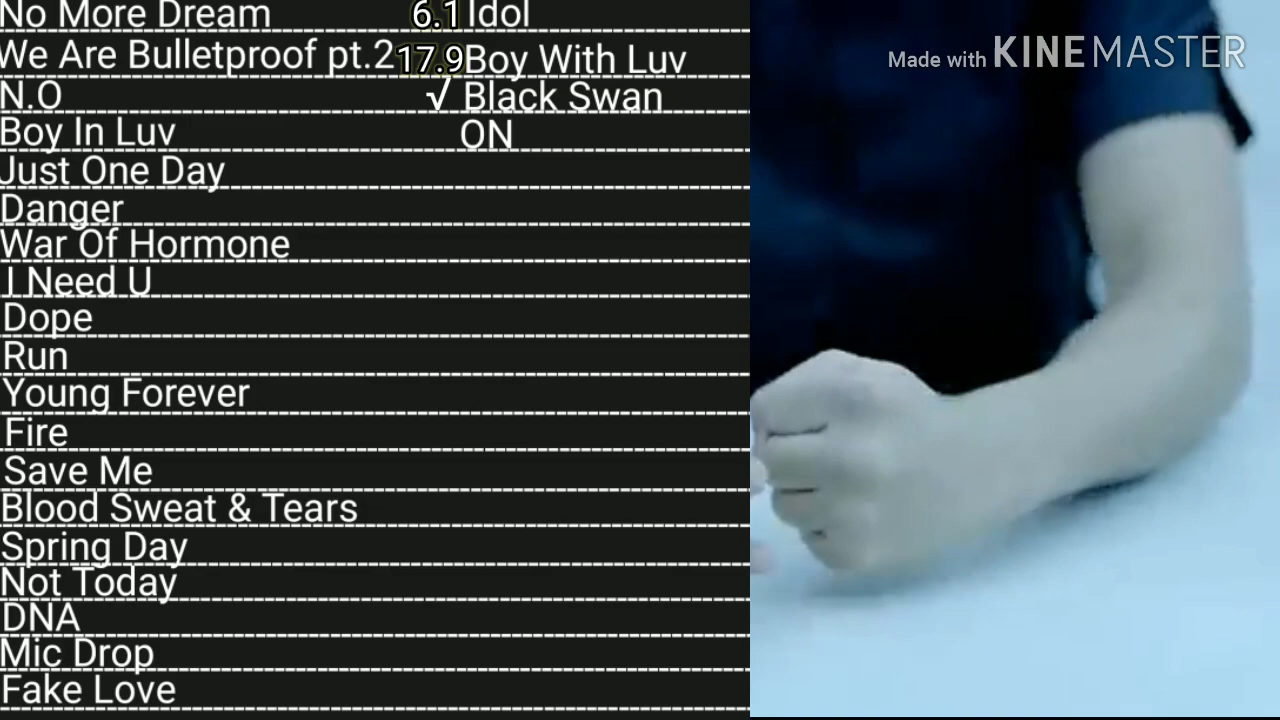 No More Dream 6.1 Idol
We Are Bulletproof pt.2 17.9 Boy With Luv
N.O √ Black Swan
Boy In Luv ON
Just One Day
Danger
War Of Hormone
I Need U
Dope
Run
Young Forever
Fire
Save Me
Blood Sweat & Tears
Spring Day
Not Today
DNA
Mic Drop
Fake Love
Made with KINEMASTER